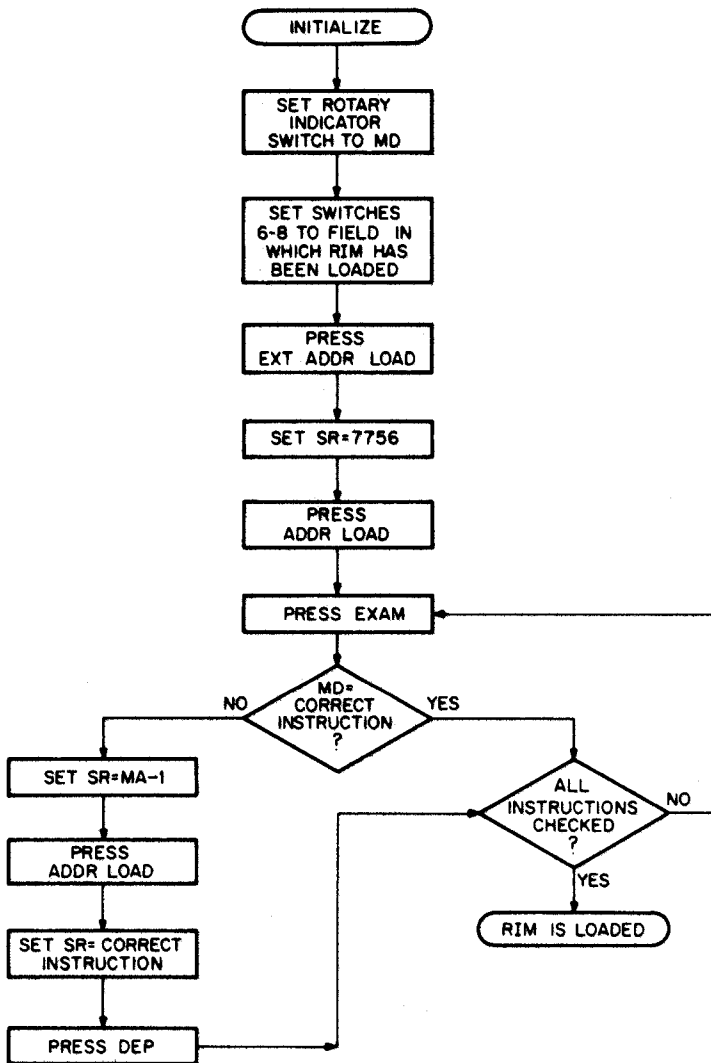 INITIALIZE
SET ROTARY
INDICATOR
SWITCH TO MD
SET SWITCHES
6-8 TO FIELD IN
WHICH RIM HAS
BEEN LOADED
PRESS
EXT ADDR LOAD
SET SR=7756
PRESS
ADDR LOAD
PRESS EXAM
MD=
CORRECT
INSTRUCTION
?
NO
YES
SET SR=MA-1
PRESS
ADDR LOAD
SET SR=CORRECT
INSTRUCTION
PRESS DEP
ALL
INSTRUCTIONS
CHECKED
?
NO
YES
RIM IS LOADED